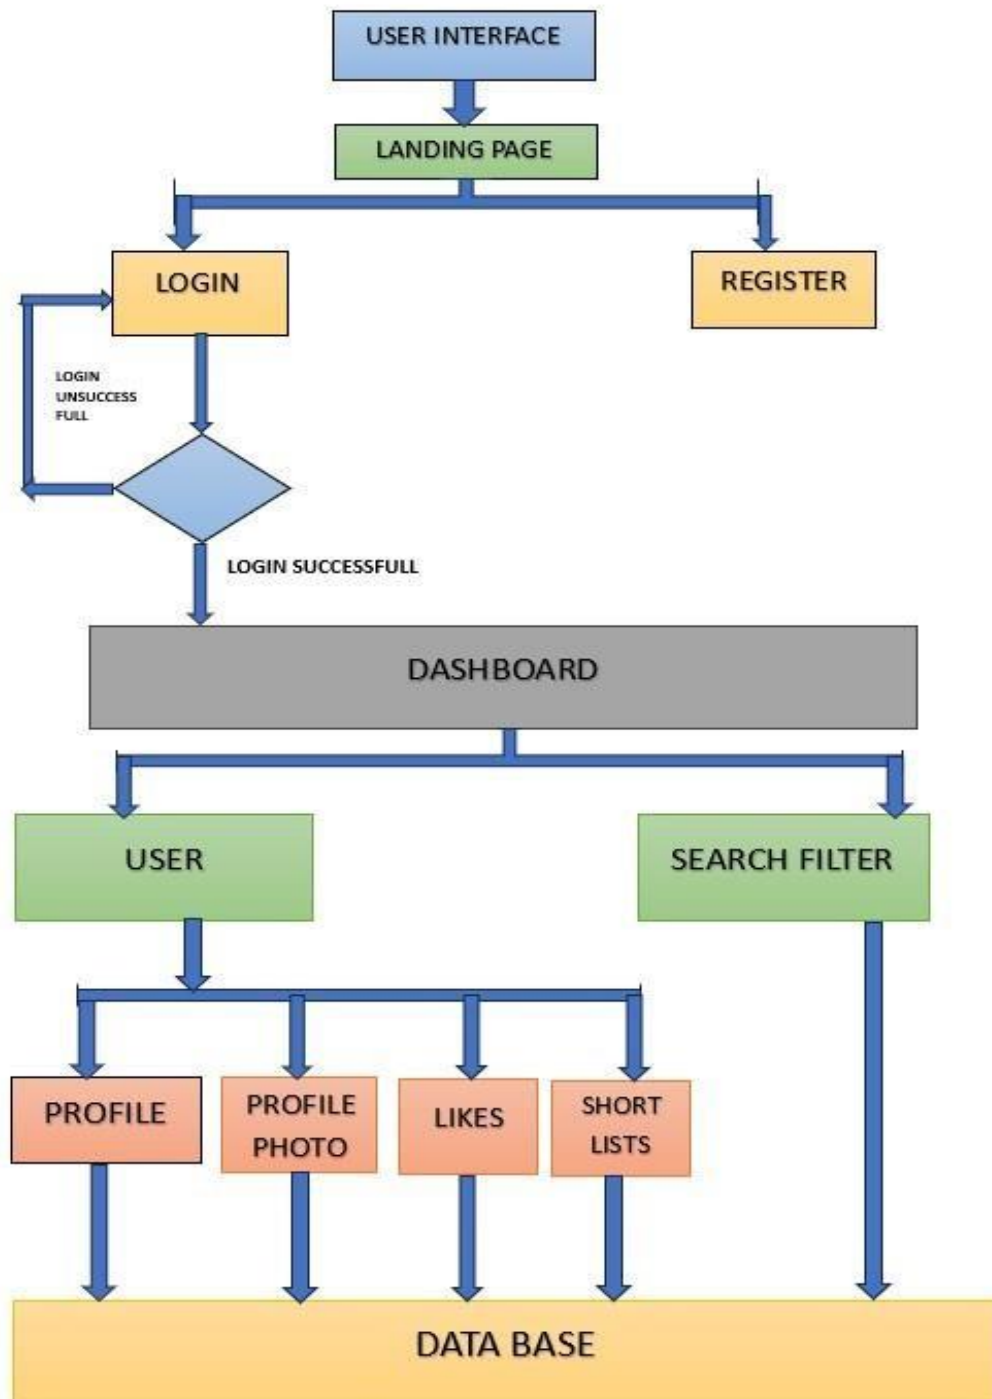 USER INTERFACE
LANDING PAGE
LOGIN
REGISTER
LOGIN
UNSUCCESS
FULL
LOGIN SUCCESSFULL
DASHBOARD
USER
SEARCH FILTER
PROFILE
PROFILE
PHOTO
LIKES
SHORT
LISTS
DATA BASE